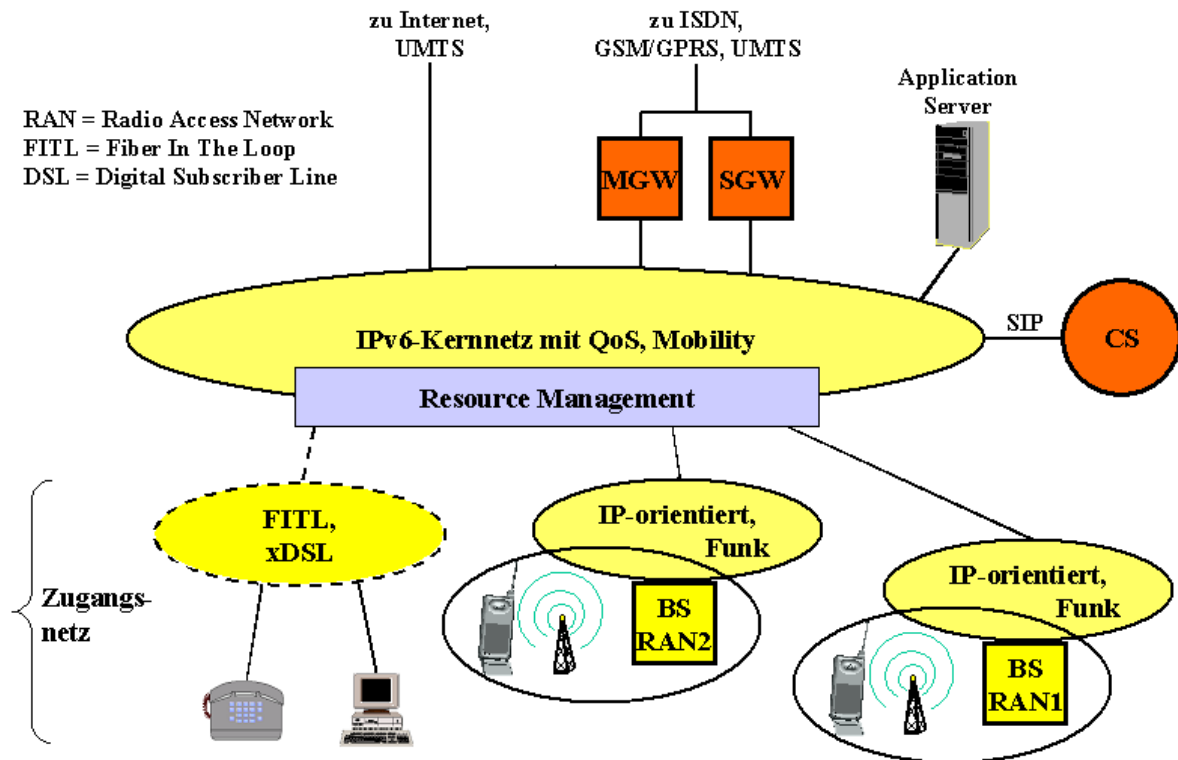 zu Internet,
UMTS
zu ISDN,
GSM/GPRS, UMTS
Application
Server
RAN = Radio Access Network
FITL = Fiber In The Loop
DSL = Digital Subscriber Line
MGW
SGW
IPv6-Kernnetz mit QoS, Mobility
SIP
CS
Resource Management
FITL,
xDSL
IP-orientiert,
Funk
IP-orientiert,
Funk
Zugangs-
netz
BS
RAN2
BS
RAN1